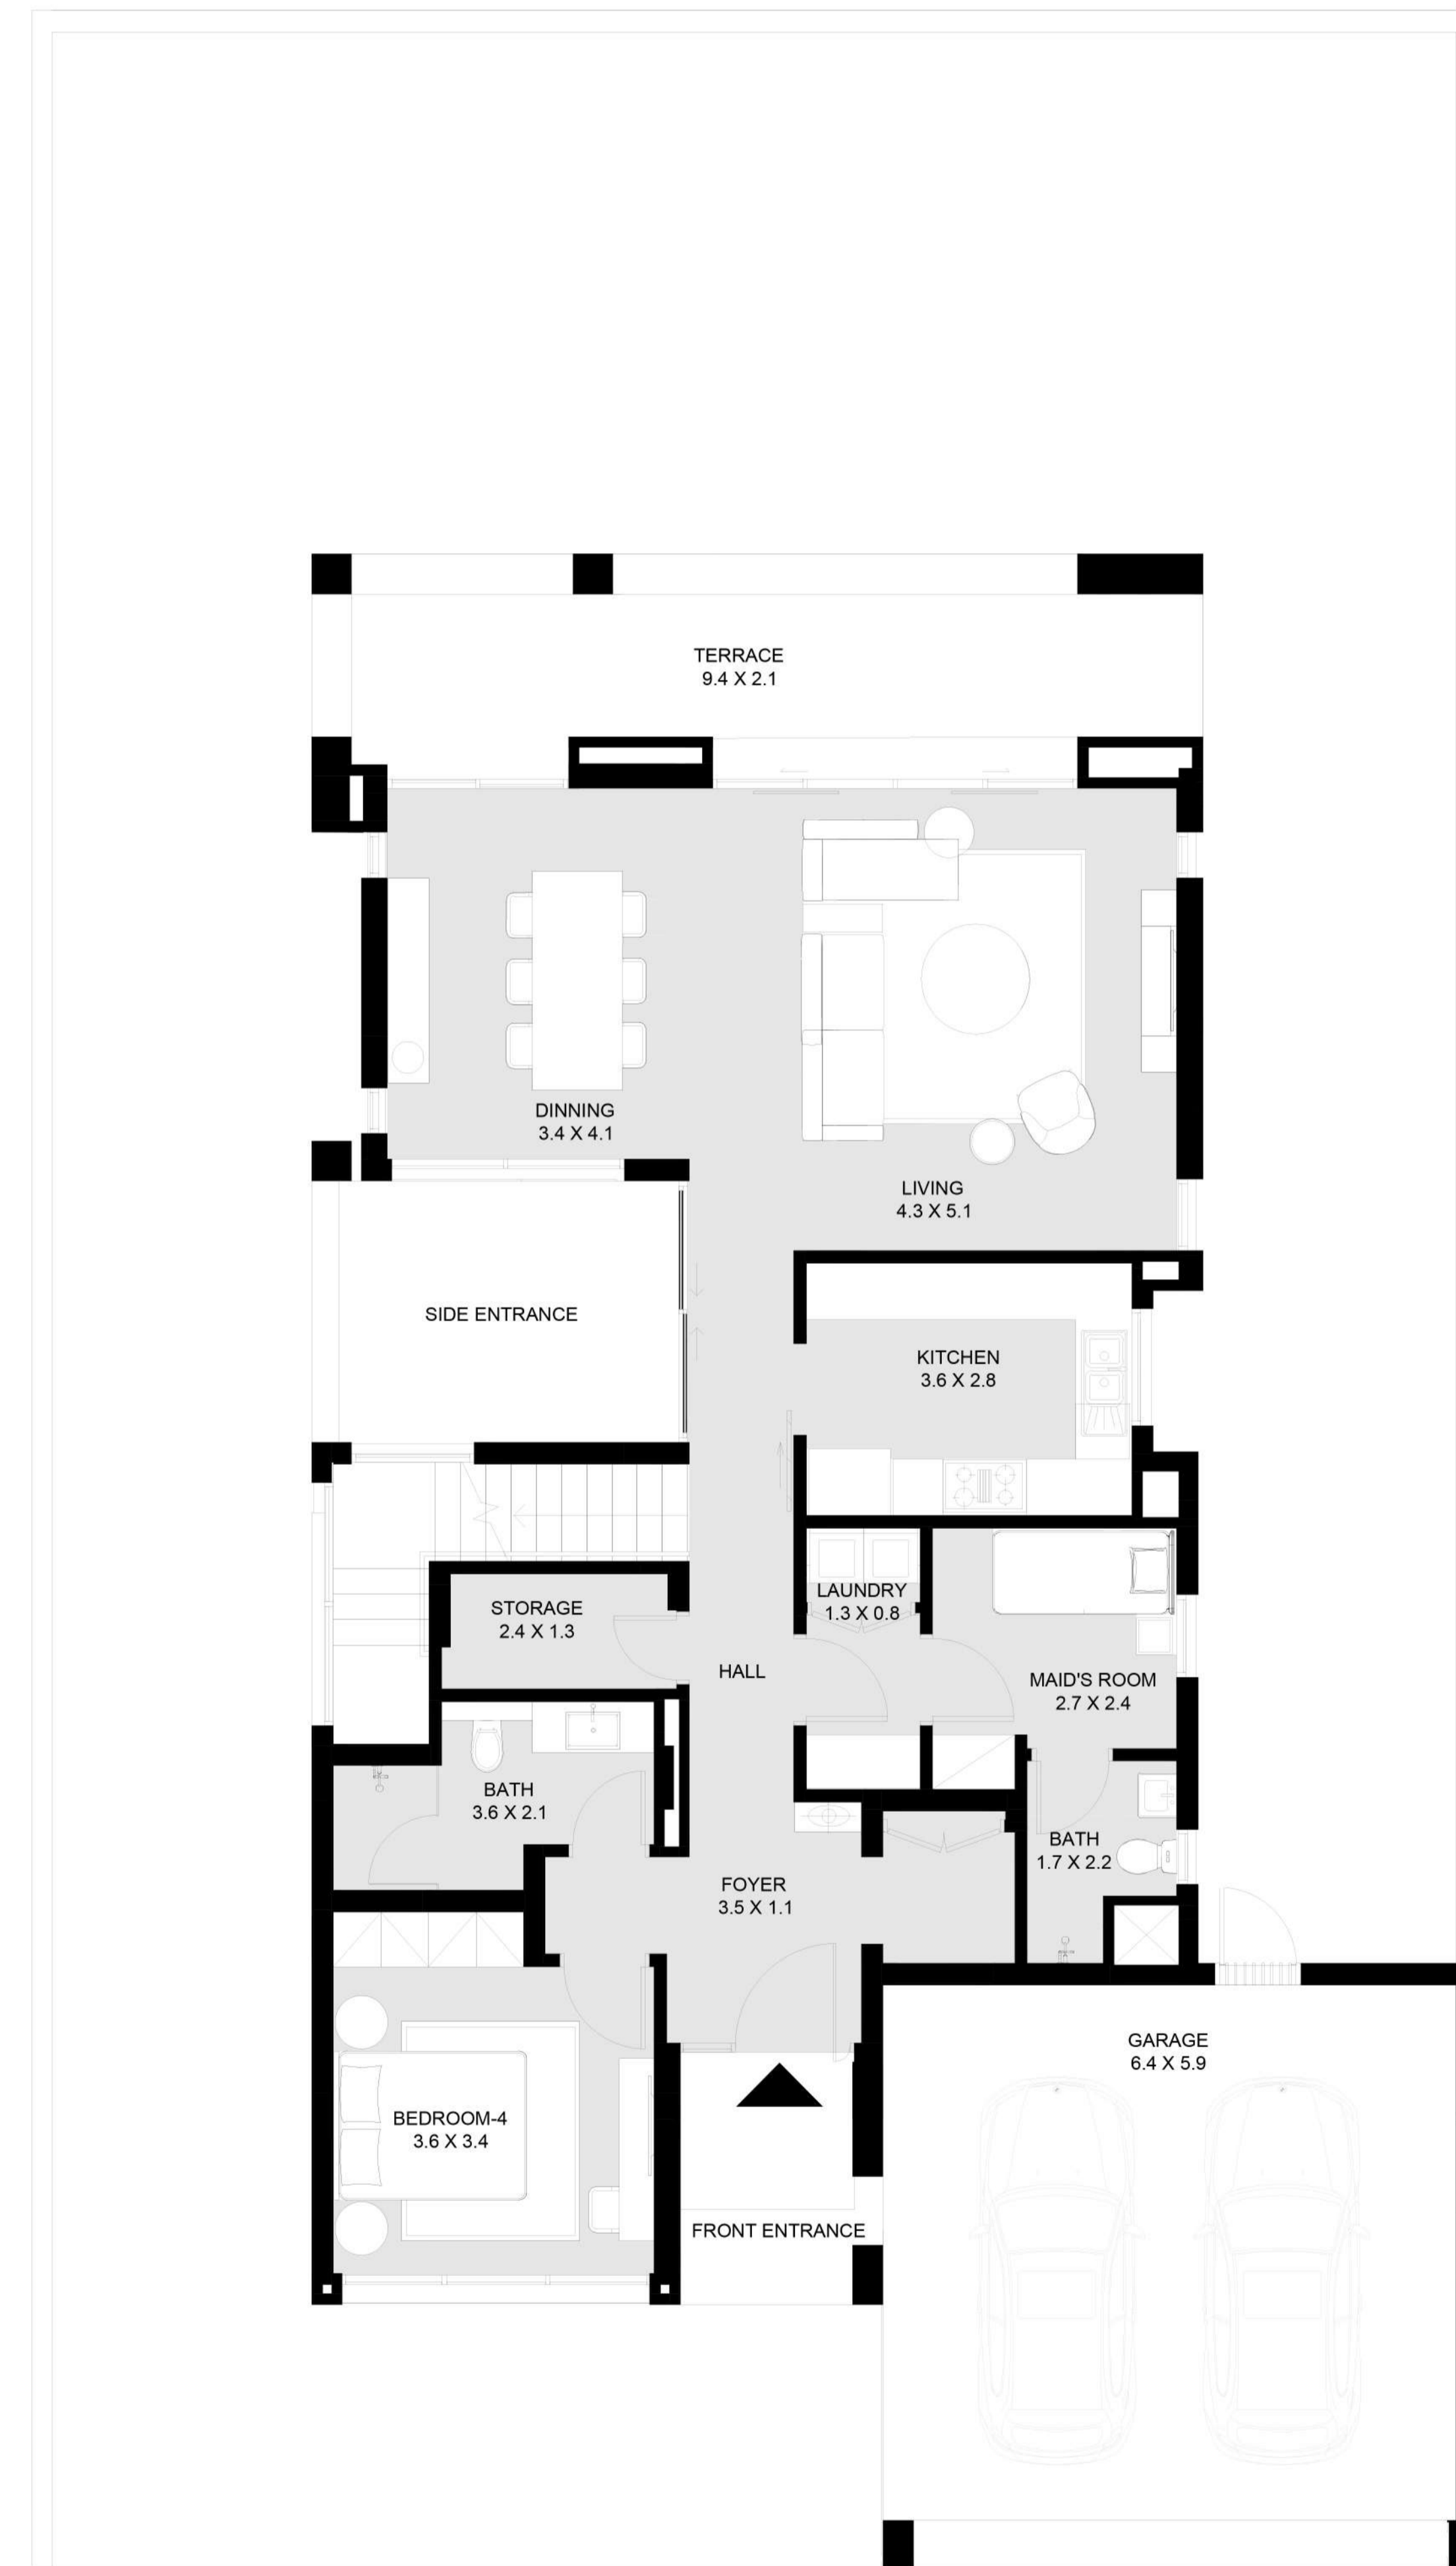 TERRACE
9.4 X 2.1
DINNING
3.4 X 4.1
LIVING
4.3 X 5.1
SIDE ENTRANCE
KITCHEN
3.6 X 2.8
LAUNDRY
1.3 X 0.8
STORAGE
2.4 X 1.3
HALL
MAID'S ROOM
2.7 X 2.4
BATH
3.6 X 2.1
BATH
1.7 X 2.2
FOYER
3.5 X 1.1
GARAGE
6.4 X 5.9
BEDROOM-4
3.6 X 3.4
FRONT ENTRANCE